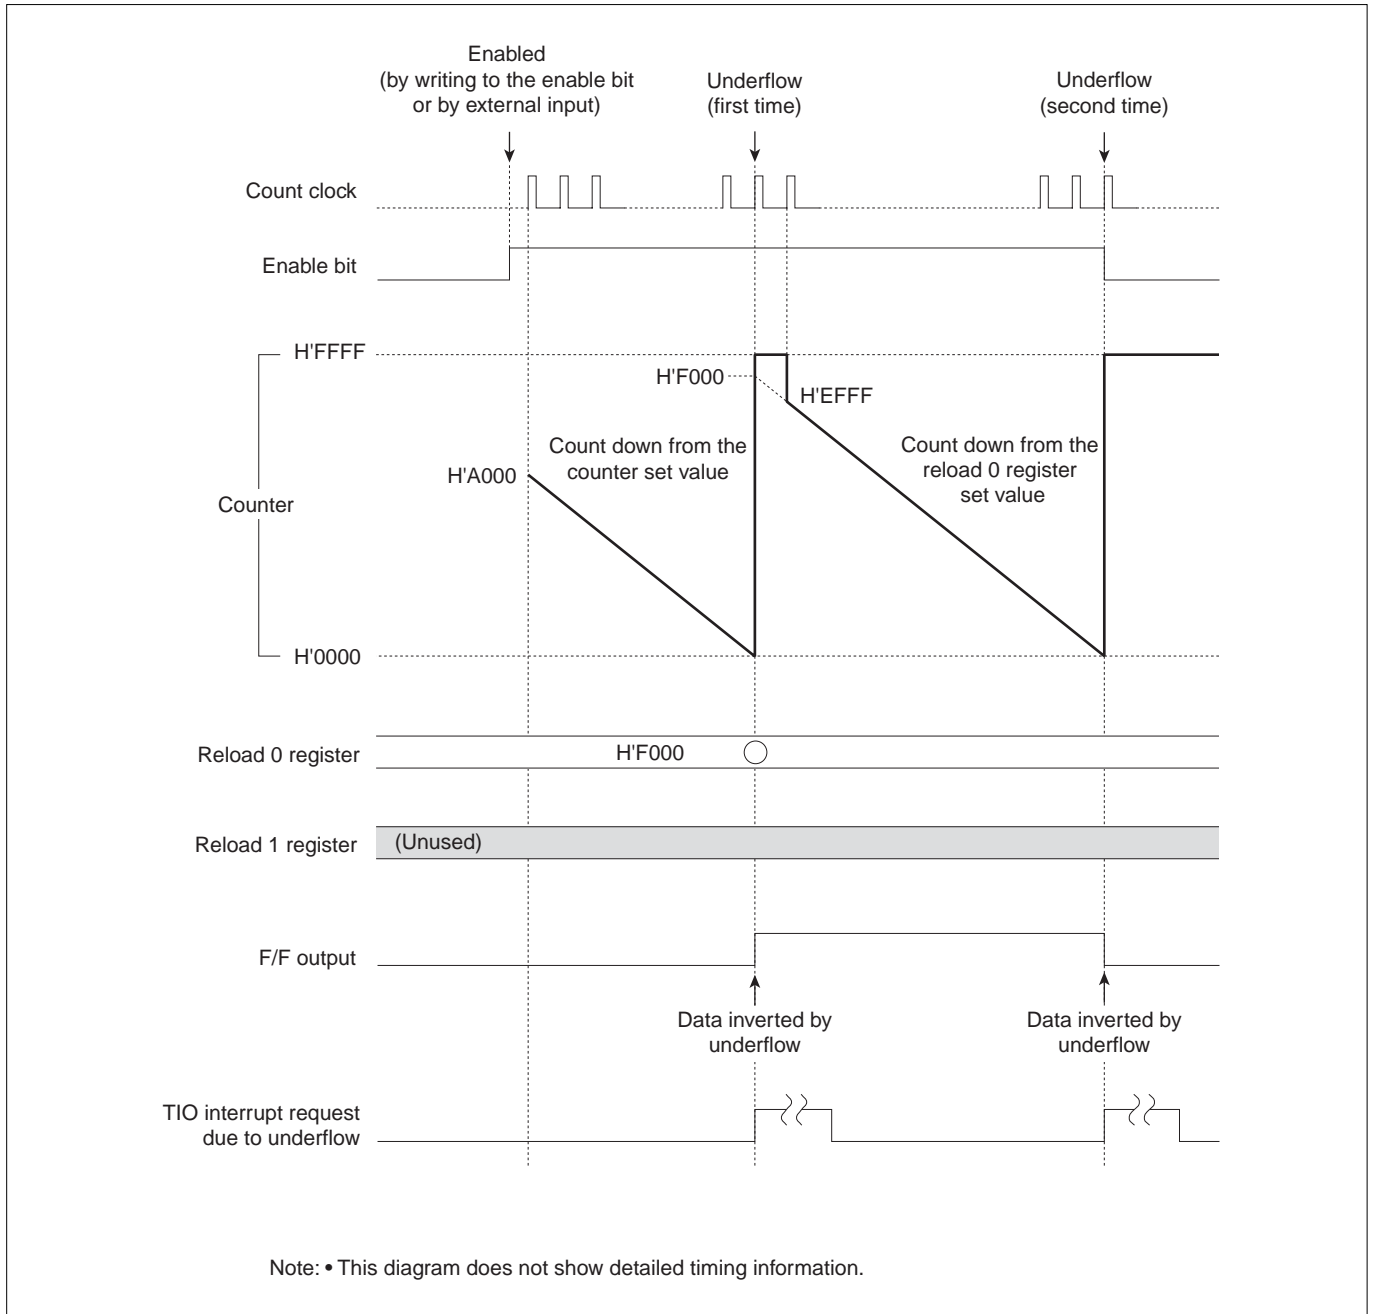 Enabled
(by writing to the enable bit
or by external input)
Underflow
(first time)
Underflow
(second time)
Count clock
Enable bit
H'FFFF
H'F000
H'EFFF
Count down from the
counter set value
Count down from the
reload 0 register
set value
H'A000
Counter
H'0000
Reload 0 register
H'F000
Reload 1 register
(Unused)
F/F output
Data inverted by
underflow
Data inverted by
underflow
TIO interrupt request
due to underflow
Note: • This diagram does not show detailed timing information.